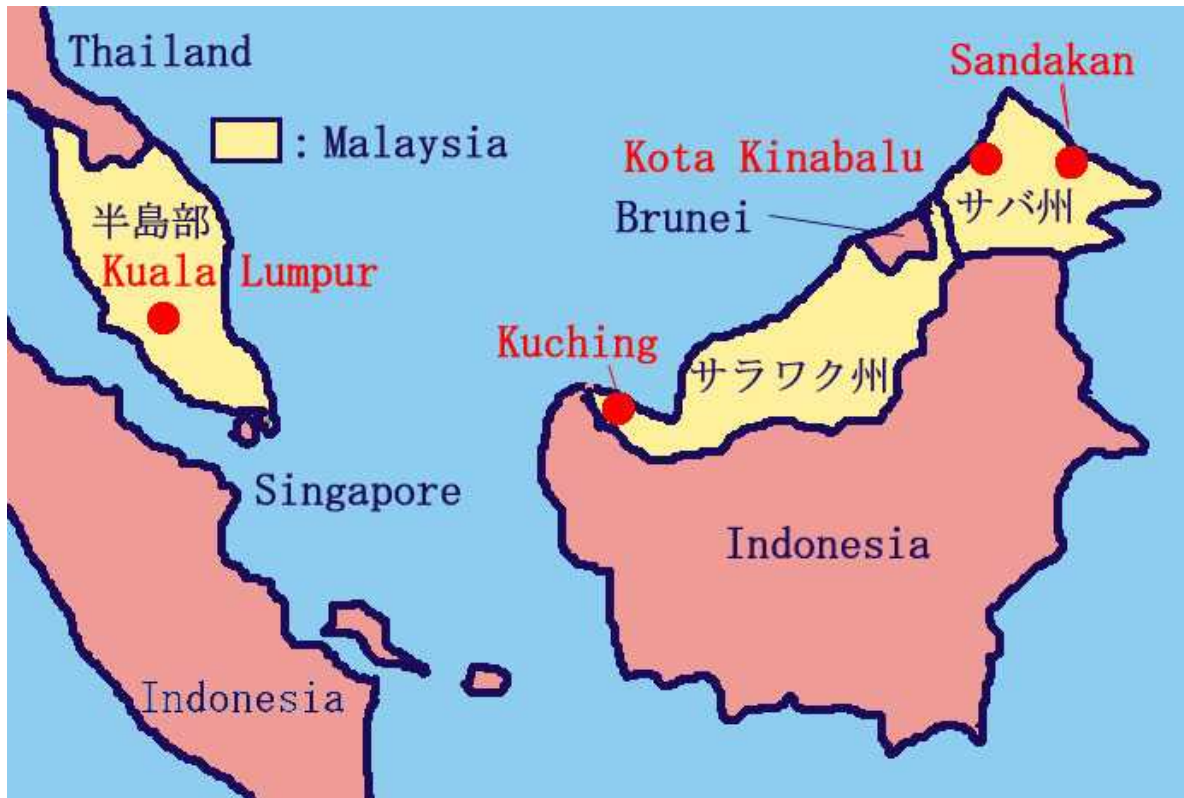 Thailand
Sandakan
: Malaysia
Kota Kinabalu
半島部
サバ州
Brunei
Kuala Lumpur
Kuching
サラワク州
Singapore
Indonesia
Indonesia